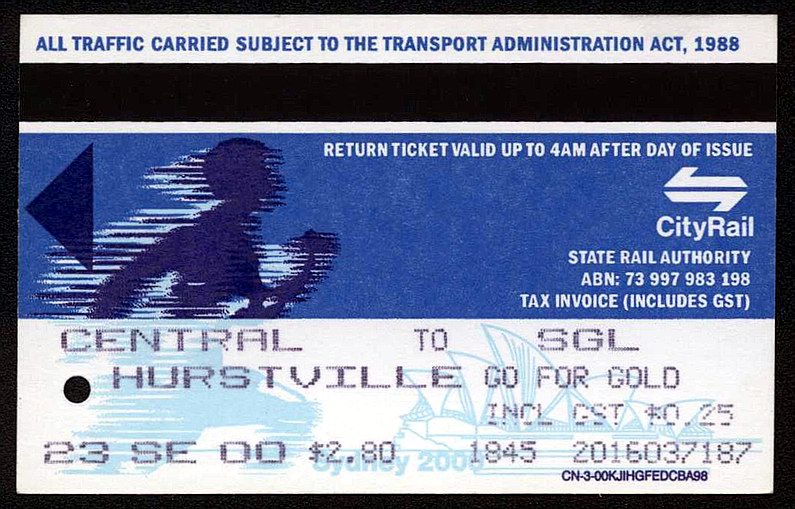 ALL TRAFFIC CARRIED SUBJECT TO THE TRANSPORT ADMINISTRATION ACT, 1988
RETURN TICKET VALID UP TO 4AM AFTER DAY OF ISSUE
CityRail
STATE RAIL AUTHORITY
ABN: 73 997 983 198
TAX INVOICE (INCLUDES GST)
CENTRAL TO SGL
HURSTVILLE GO FOR GOLD
INCL GST $0.25
23 SE 00 $2.80 1845 2016037187
Sydney 2000
CN-3-00KJIHGFEDCBA98